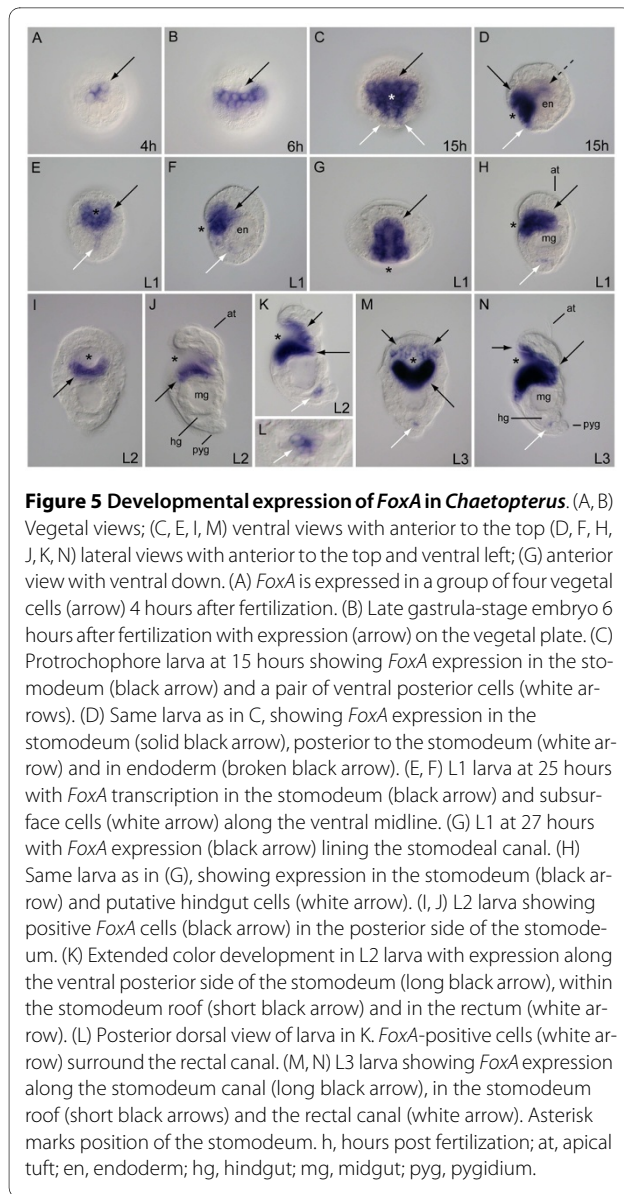 A
B
C
D
en
4h
6h
15h
15h
E
F
G
H
at
en
mg
L1
L1
L1
L1
I
J
K
M
N
at
at
mg
mg
hg
hg
pyg
pyg
L
L2
L2
L2
L3
L3
Figure 5 Developmental expression of FoxA in Chaetopterus. (A, B)
Vegetal views; (C, E, I, M) ventral views with anterior to the top (D, F, H,
J, K, N) lateral views with anterior to the top and ventral left; (G) anterior
view with ventral down. (A) FoxA is expressed in a group of four vegetal
cells (arrow) 4 hours after fertilization. (B) Late gastrula-stage embryo 6
hours after fertilization with expression (arrow) on the vegetal plate. (C)
Protrochophore larva at 15 hours showing FoxA expression in the sto-
modeum (black arrow) and a pair of ventral posterior cells (white ar-
rows). (D) Same larva as in C, showing FoxA expression in the
stomodeum (solid black arrow), posterior to the stomodeum (white ar-
row) and in endoderm (broken black arrow). (E, F) L1 larva at 25 hours
with FoxA transcription in the stomodeum (black arrow) and subsur-
face cells (white arrow) along the ventral midline. (G) L1 at 27 hours
with FoxA expression (black arrow) lining the stomodeal canal. (H)
Same larva as in (G), showing expression in the stomodeum (black ar-
row) and putative hindgut cells (white arrow). (I, J) L2 larva showing
positive FoxA cells (black arrow) in the posterior side of the stomode-
um. (K) Extended color development in L2 larva with expression along
the ventral posterior side of the stomodeum (long black arrow), within
the stomodeum roof (short black arrow) and in the rectum (white ar-
row). (L) Posterior dorsal view of larva in K. FoxA-positive cells (white ar-
row) surround the rectal canal. (M, N) L3 larva showing FoxA expression
along the stomodeum canal (long black arrow), in the stomodeum
roof (short black arrows) and the rectal canal (white arrow). Asterisk
marks position of the stomodeum. h, hours post fertilization; at, apical
tuft; en, endoderm; hg, hindgut; mg, midgut; pyg, pygidium.